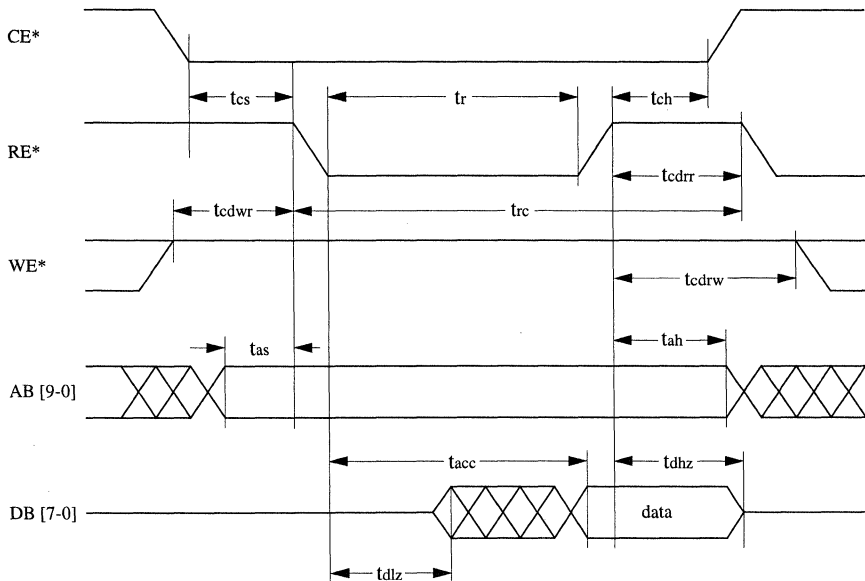 CE*
tcs
tr
tch
RE*
tcdrr
tcdwr
trc
WE*
tcdrw
tas
tah
AB [9-0]
tacc
tdhz
DB [7-0]
data
tdlz